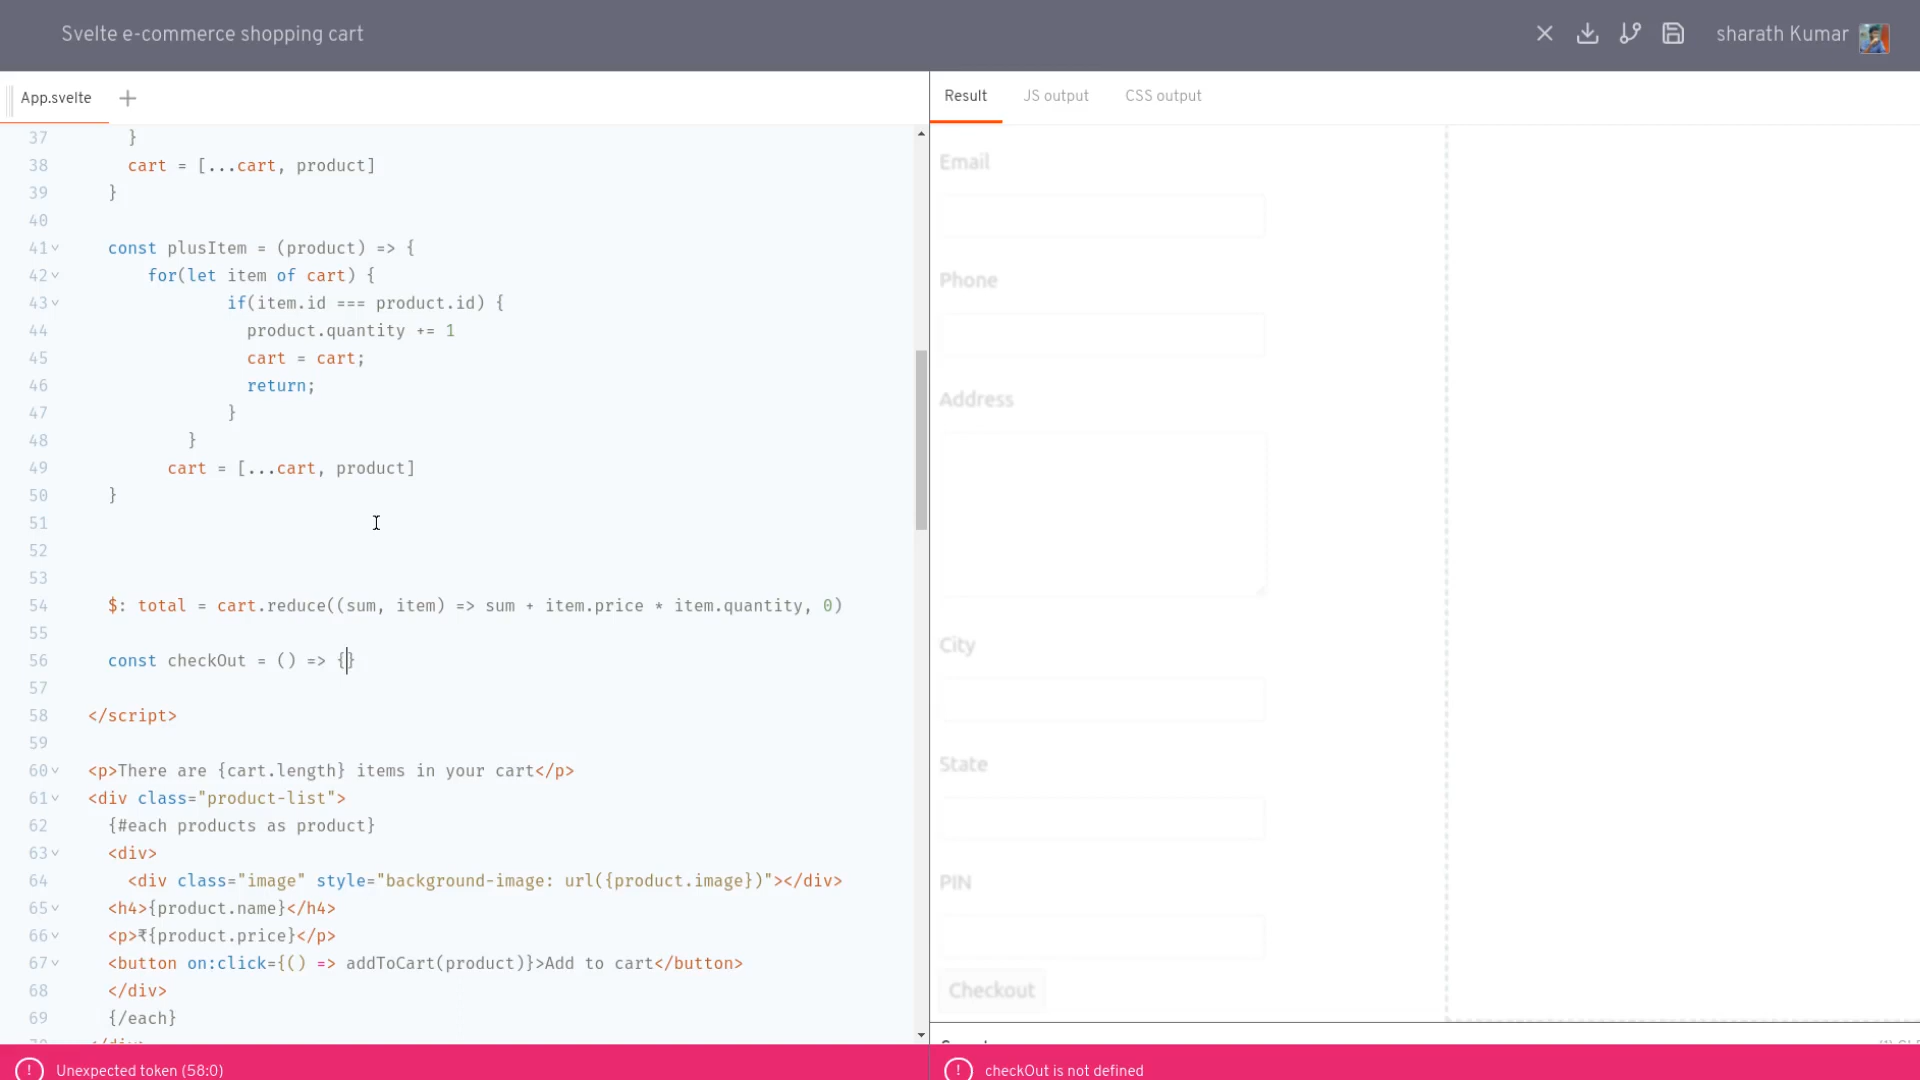 Svelte e-commerce shopping cart
sharath Kumar
App.svelte
Result
JS output
CSS output
37 }
38 cart = [...cart, product]
39 }
40
41 const plusItem = (product) => {
42 for(let item of cart) {
43 if(item.id === product.id) {
44 product.quantity += 1
45 cart = cart;
46 return;
47 }
48 }
49 cart = [...cart, product]
50 }
51
52
53
54 $: total = cart.reduce((sum, item) => sum + item.price * item.quantity, 0)
55
56 const checkOut = () => {}
57
58 </script>
59
60 <p>There are {cart.length} items in your cart</p>
61 <div class="product-list">
62 {#each products as product}
63 <div>
64 <div class="image" style="background-image: url({product.image})"></div>
65 <h4>{product.name}</h4>
66 <p>₹{product.price}</p>
67 <button on:click={() => addToCart(product)}>Add to cart</button>
68 </div>
69 {/each}
Unexpected token (58:0)
Email
Phone
Address
City
State
PIN
Checkout
checkOut is not defined